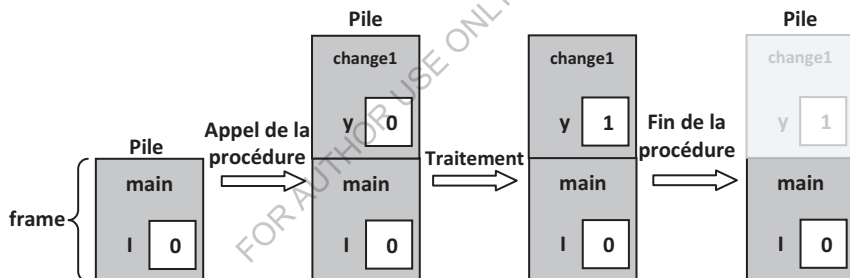 Pile
main
I 0
frame
Appel de la
procédure
Pile
change1
y 0
main
I 0
Traitement
change1
y 1
main
I 0
Fin de la
procédure
Pile
change1
y 1
main
I 0
FOR AUTHOR USE ONLY